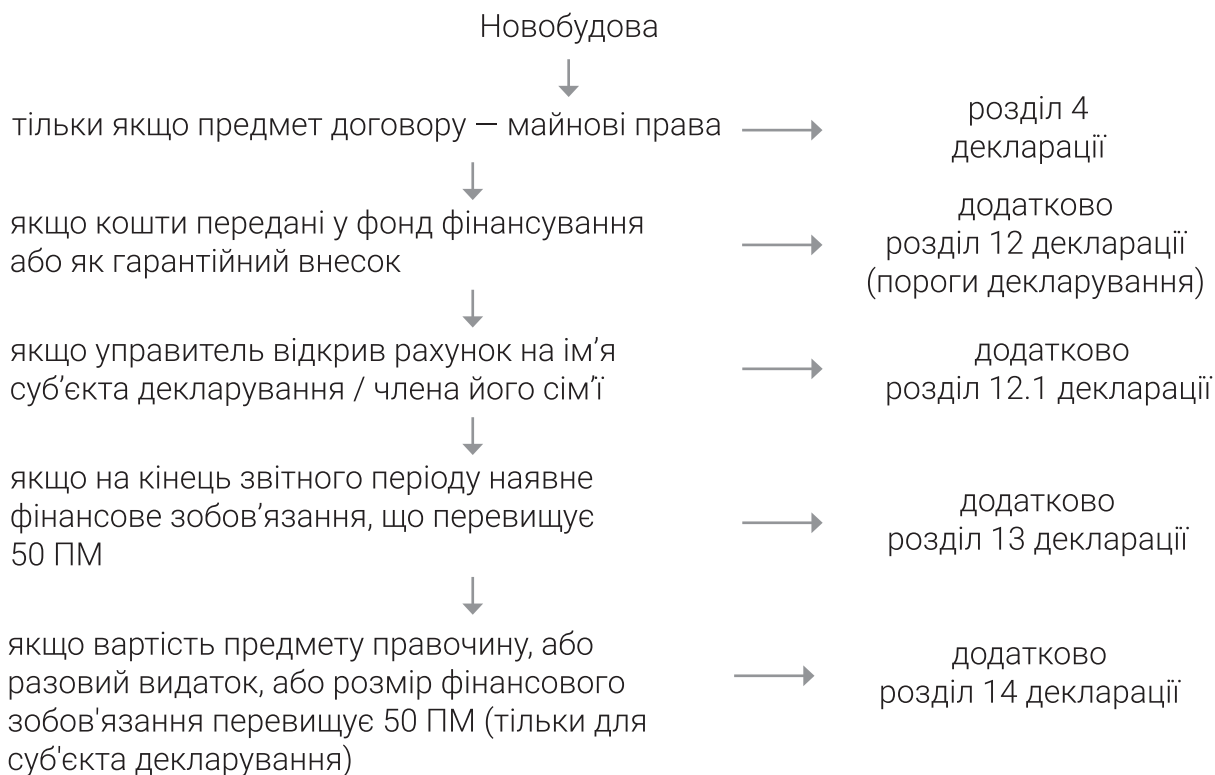 Новобудова
тільки якщо предмет договору — майнові права
розділ 4
декларації
якщо кошти передані у фонд фінансування
або як гарантійний внесок
додатково
розділ 12 декларації
(пороги декларування)
якщо управитель відкрив рахунок на ім’я
суб’єкта декларування / члена його сім’ї
додатково
розділ 12.1 декларації
якщо на кінець звітного періоду наявне
фінансове зобов’язання, що перевищує
50 ПМ
додатково
розділ 13 декларації
якщо вартість предмету правочину, або
разовий видаток, або розмір фінансового
зобов'язання перевищує 50 ПМ (тільки для
суб'єкта декларування)
додатково
розділ 14 декларації